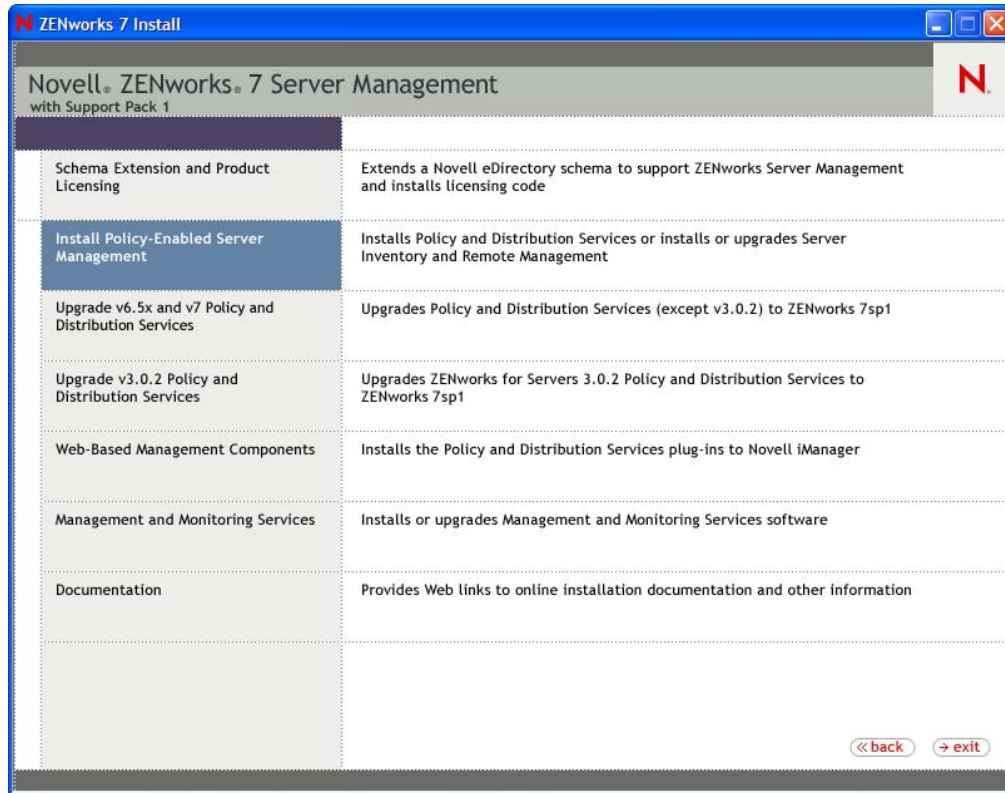 N ZENworks 7 Install
Novell® ZENworks® 7 Server Management
with Support Pack 1
N®
Schema Extension and Product
Licensing
Extends a Novell eDirectory schema to support ZENworks Server Management
and installs licensing code
Install Policy-Enabled Server
Management
Installs Policy and Distribution Services or installs or upgrades Server
Inventory and Remote Management
Upgrade v6.5x and v7 Policy and
Distribution Services
Upgrades Policy and Distribution Services (except v3.0.2) to ZENworks 7sp1
Upgrade v3.0.2 Policy and
Distribution Services
Upgrades ZENworks for Servers 3.0.2 Policy and Distribution Services to
ZENworks 7sp1
Web-Based Management Components
Installs the Policy and Distribution Services plug-ins to Novell iManager
Management and Monitoring Services
Installs or upgrades Management and Monitoring Services software
Documentation
Provides Web links to online installation documentation and other information
« back
→ exit